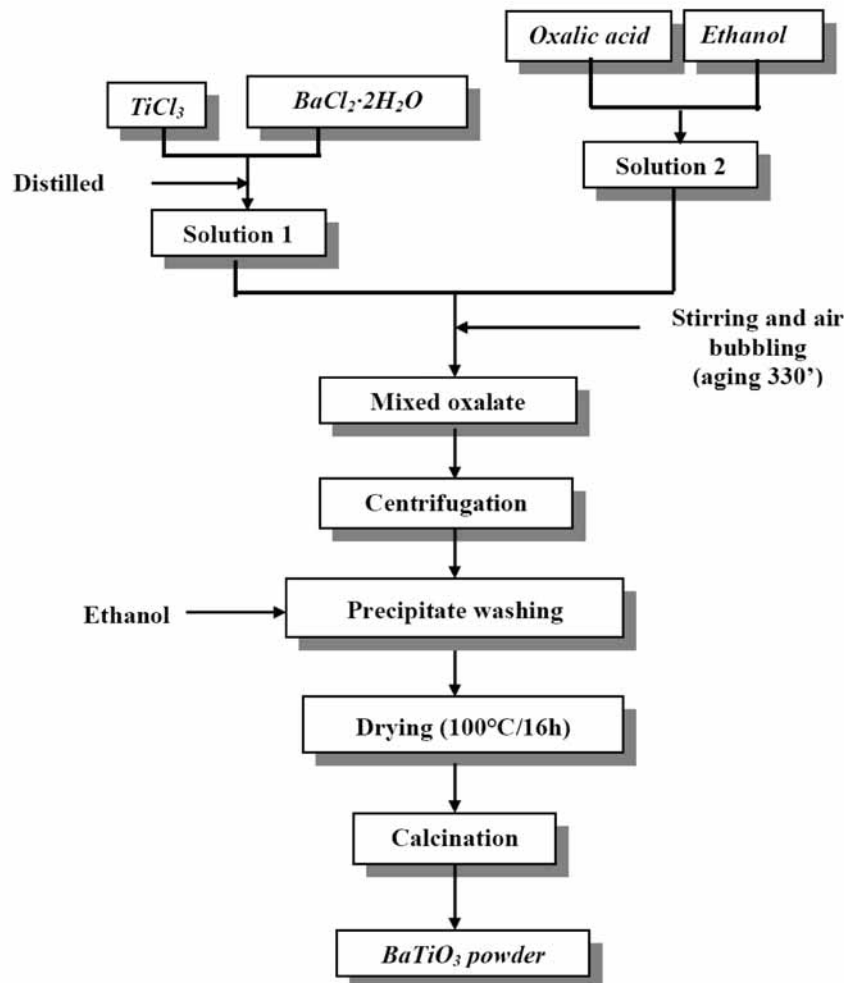 Oxalic acid
Ethanol
TiCl₃
BaCl₂·2H₂O
Distilled
Solution 2
Solution 1
Stirring and air
bubbling
(aging 330’)
Mixed oxalate
Centrifugation
Ethanol
Precipitate washing
Drying (100°C/16h)
Calcination
BaTiO₃ powder